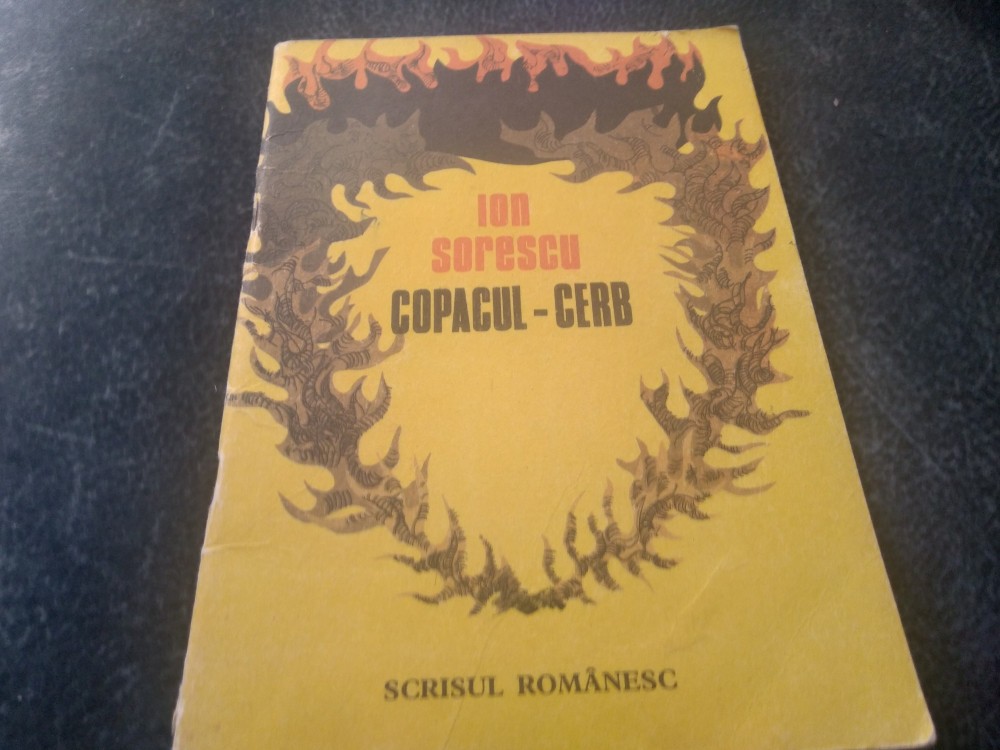 Ion
Sorescu
COPACUL-CERB
SCRISUL ROMÂNESC